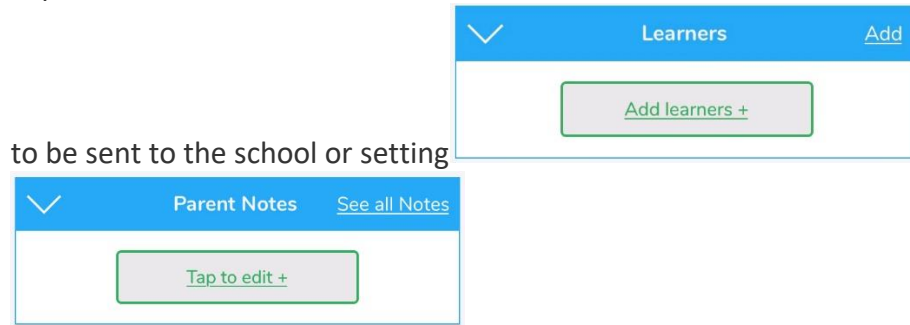 Learners Add
Add learners +
to be sent to the school or setting
Parent Notes See all Notes
Tap to edit +